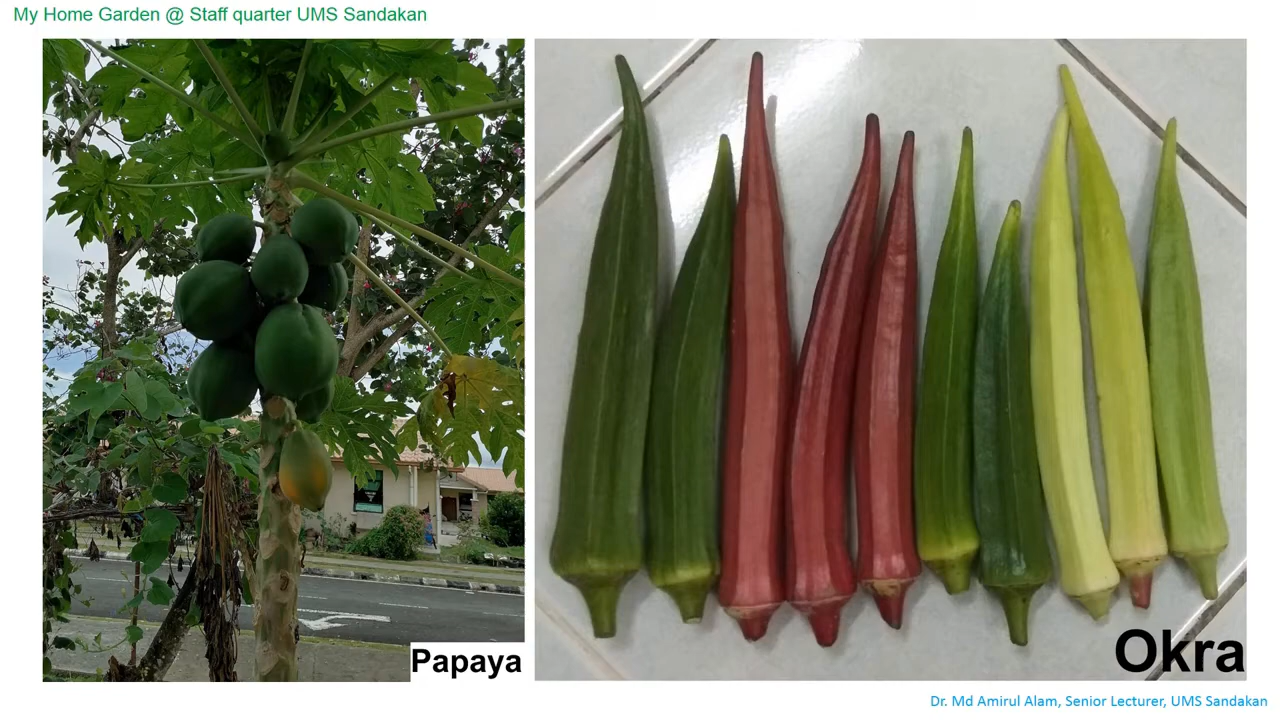 My Home Garden @ Staff quarter UMS Sandakan
Papaya
Okra
Dr. Md Amirul Alam, Senior Lecturer, UMS Sandakan